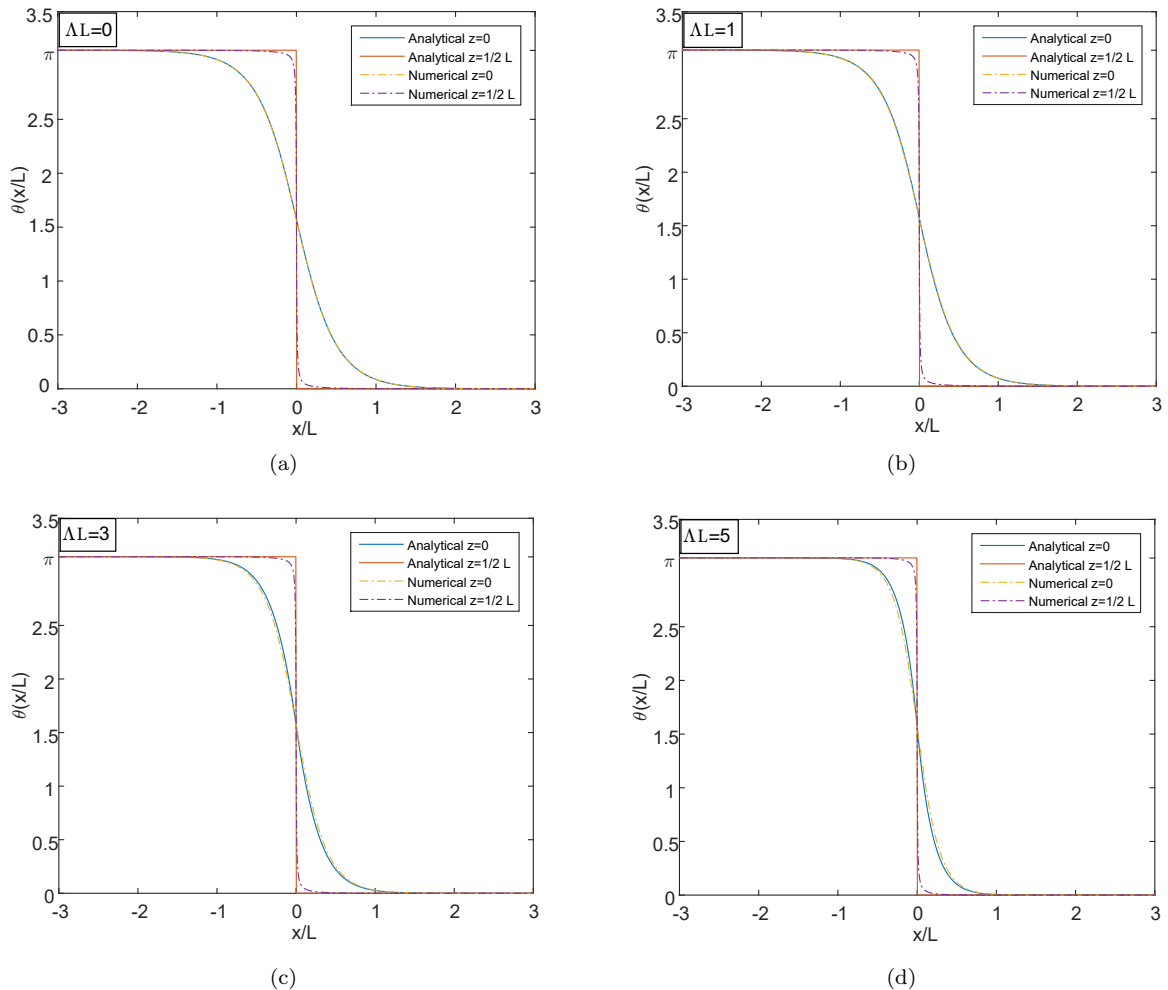 ΛL=0
Analytical z=0
Analytical z=1/2 L
Numerical z=0
Numerical z=1/2 L
3.5
π
2.5
2
1.5
1
0.5
0
θ(x/L)
-3 -2 -1 0 1 2 3
x/L
(a)
ΛL=1
Analytical z=0
Analytical z=1/2 L
Numerical z=0
Numerical z=1/2 L
3.5
π
2.5
2
1.5
1
0.5
0
θ(x/L)
-3 -2 -1 0 1 2 3
x/L
(b)
ΛL=3
Analytical z=0
Analytical z=1/2 L
Numerical z=0
Numerical z=1/2 L
3.5
π
2.5
2
1.5
1
0.5
0
θ(x/L)
-3 -2 -1 0 1 2 3
x/L
(c)
ΛL=5
Analytical z=0
Analytical z=1/2 L
Numerical z=0
Numerical z=1/2 L
3.5
π
2.5
2
1.5
1
0.5
0
θ(x/L)
-3 -2 -1 0 1 2 3
x/L
(d)